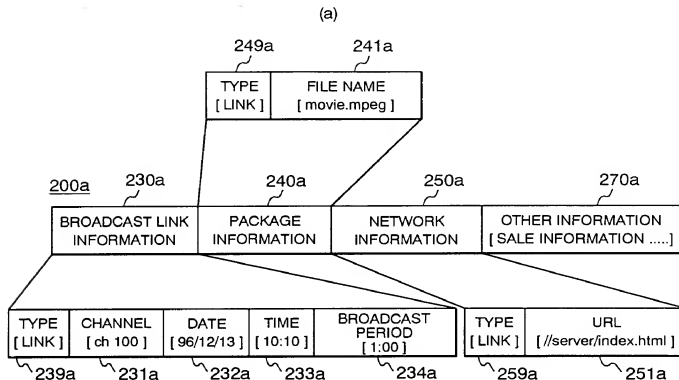 (a)
249a 241a
TYPE FILE NAME
[ LINK ] [ movie.mpeg ]
200a 230a 240a 250a 270a
BROADCAST LINK PACKAGE NETWORK OTHER INFORMATION
INFORMATION INFORMATION INFORMATION [ SALE INFORMATION ..... ]
TYPE CHANNEL DATE TIME BROADCAST PERIOD TYPE URL
[ LINK ] [ ch 100 ] [ 96/12/13 ] [ 10:10 ] [ 1:00 ] [ LINK ] [ //server/index.html ]
239a 231a 232a 233a 234a 259a 251a